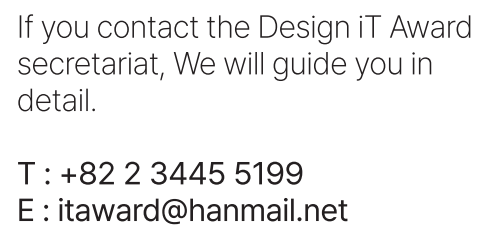 If you contact the Design iT Award
secretariat, We will guide you in
detail.
T : +82 2 3445 5199
E : itaward@hanmail.net